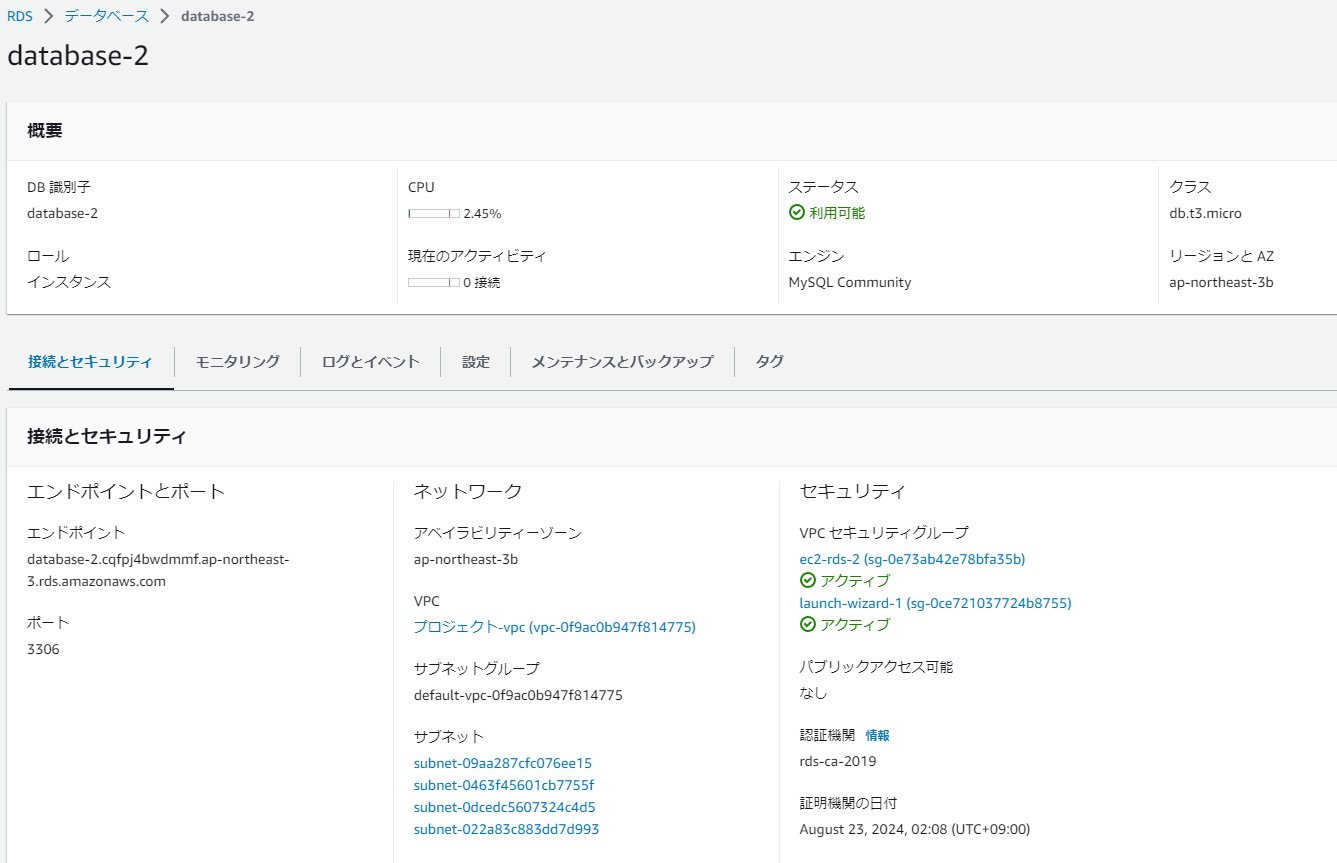 RDS > データベース > database-2
database-2
概要
DB 識別子
database-2
CPU
2.45%
ステータス
利用可能
クラス
db.t3.micro
ロール
インスタンス
現在のアクティビティ
0 接続
エンジン
MySQL Community
リージョンと AZ
ap-northeast-3b
接続とセキュリティ
モニタリング
ログとイベント
設定
メンテナンスとバックアップ
タグ
接続とセキュリティ
エンドポイントとポート
エンドポイント
database-2.cqfpj4bwdmmf.ap-northeast-
3.rds.amazonaws.com
ポート
3306
ネットワーク
アベイラビリティーゾーン
ap-northeast-3b
VPC
プロジェクト-vpc (vpc-0f9ac0b947f814775)
サブネットグループ
default-vpc-0f9ac0b947f814775
サブネット
subnet-09aa287cfc076ee15
subnet-0463f45601cb7755f
subnet-0dcedc5607324c4d5
subnet-022a83c883dd7d993
セキュリティ
VPC セキュリティグループ
ec2-rds-2 (sg-0e73ab42e78bfa35b)
アクティブ
launch-wizard-1 (sg-0ce721037724b8755)
アクティブ
パブリックアクセス可能
なし
認証機関 情報
rds-ca-2019
証明機関の日付
August 23, 2024, 02:08 (UTC+09:00)